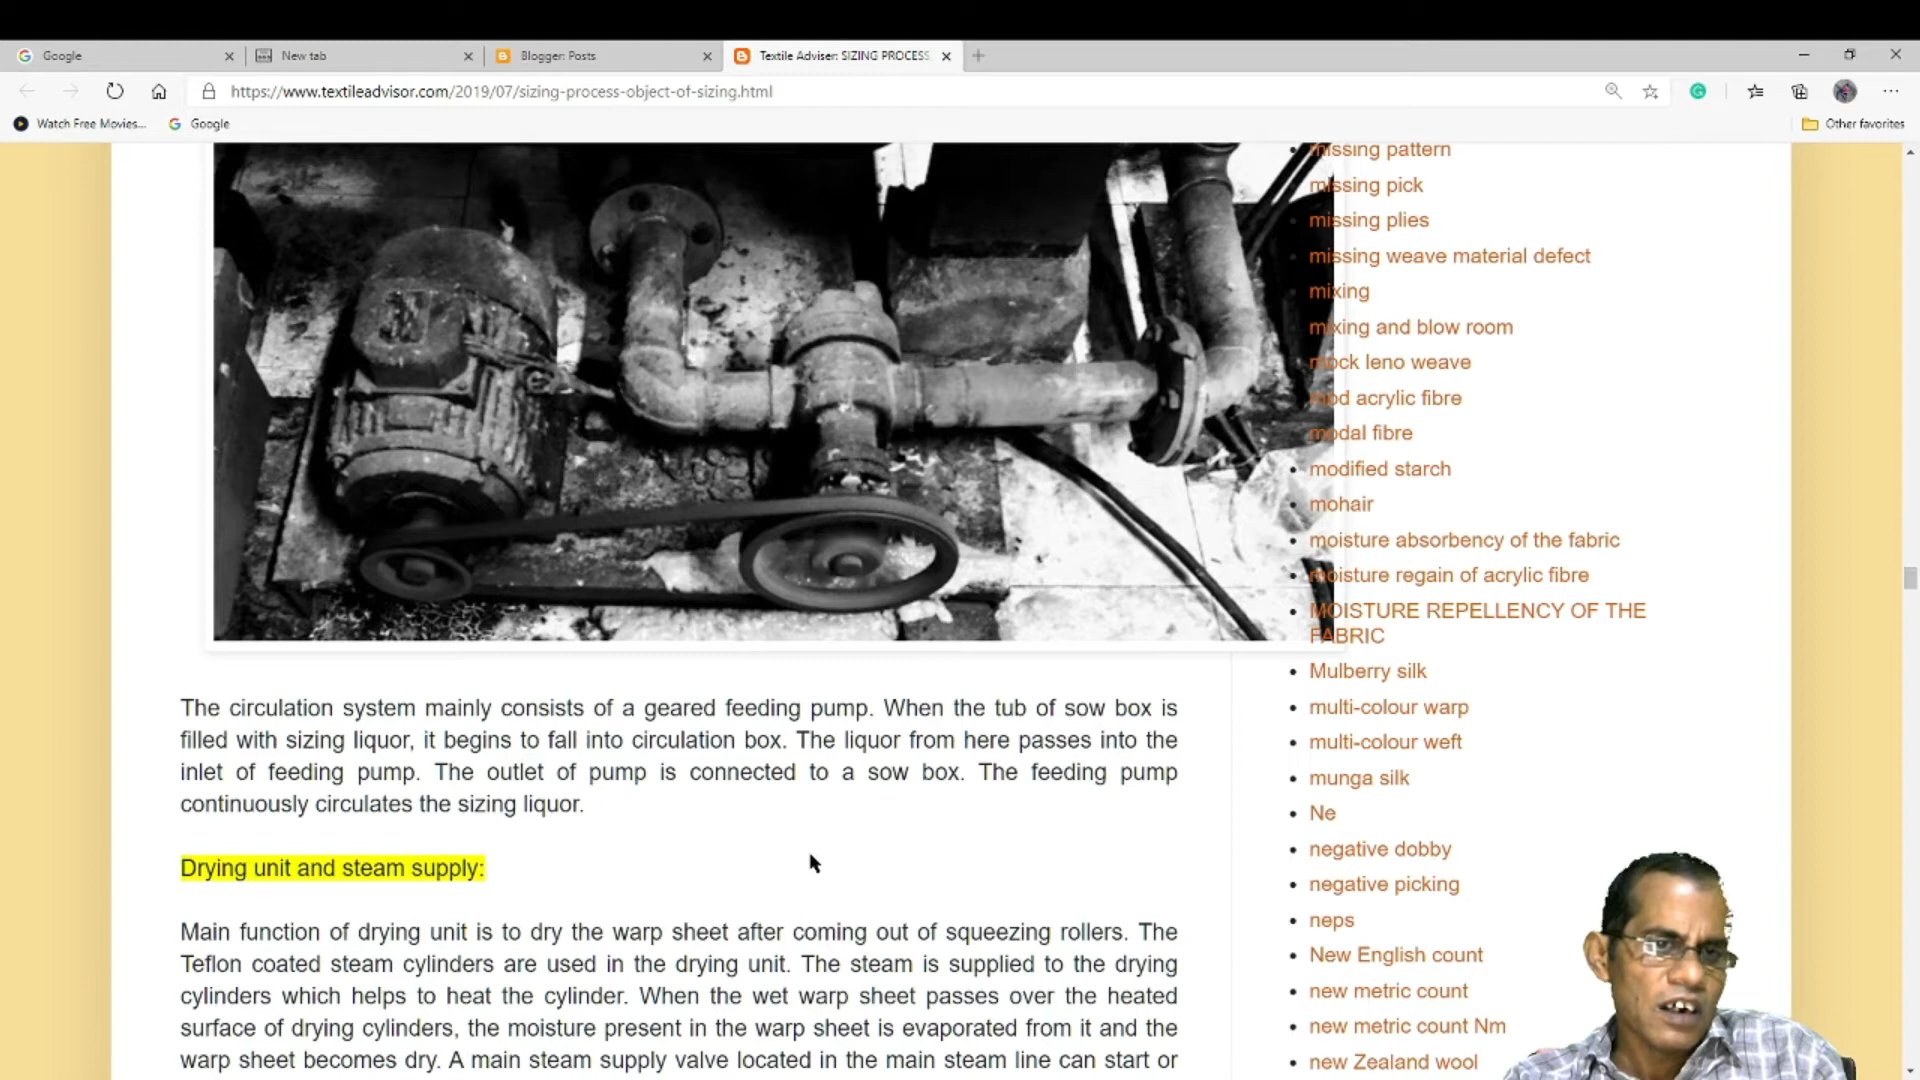 Google
New tab
Blogger: Posts
Textile Adviser: SIZING PROCESS
https://www.textileadvisor.com/2019/07/sizing-process-object-of-sizing.html
Watch Free Movies...
Google
Other favorites
The circulation system mainly consists of a geared feeding pump. When the tub of sow box is
filled with sizing liquor, it begins to fall into circulation box. The liquor from here passes into the
inlet of feeding pump. The outlet of pump is connected to a sow box. The feeding pump
continuously circulates the sizing liquor.
Drying unit and steam supply:
Main function of drying unit is to dry the warp sheet after coming out of squeezing rollers. The
Teflon coated steam cylinders are used in the drying unit. The steam is supplied to the drying
cylinders which helps to heat the cylinder. When the wet warp sheet passes over the heated
surface of drying cylinders, the moisture present in the warp sheet is evaporated from it and the
warp sheet becomes dry. A main steam supply valve located in the main steam line can start or
missing pattern
missing pick
missing plies
missing weave material defect
mixing
mixing and blow room
mock leno weave
mod acrylic fibre
modal fibre
modified starch
mohair
moisture absorbency of the fabric
moisture regain of acrylic fibre
MOISTURE REPELLENCY OF THE
FABRIC
Mulberry silk
multi-colour warp
multi-colour weft
munga silk
Ne
negative dobby
negative picking
neps
New English count
new metric count
new metric count Nm
new Zealand wool